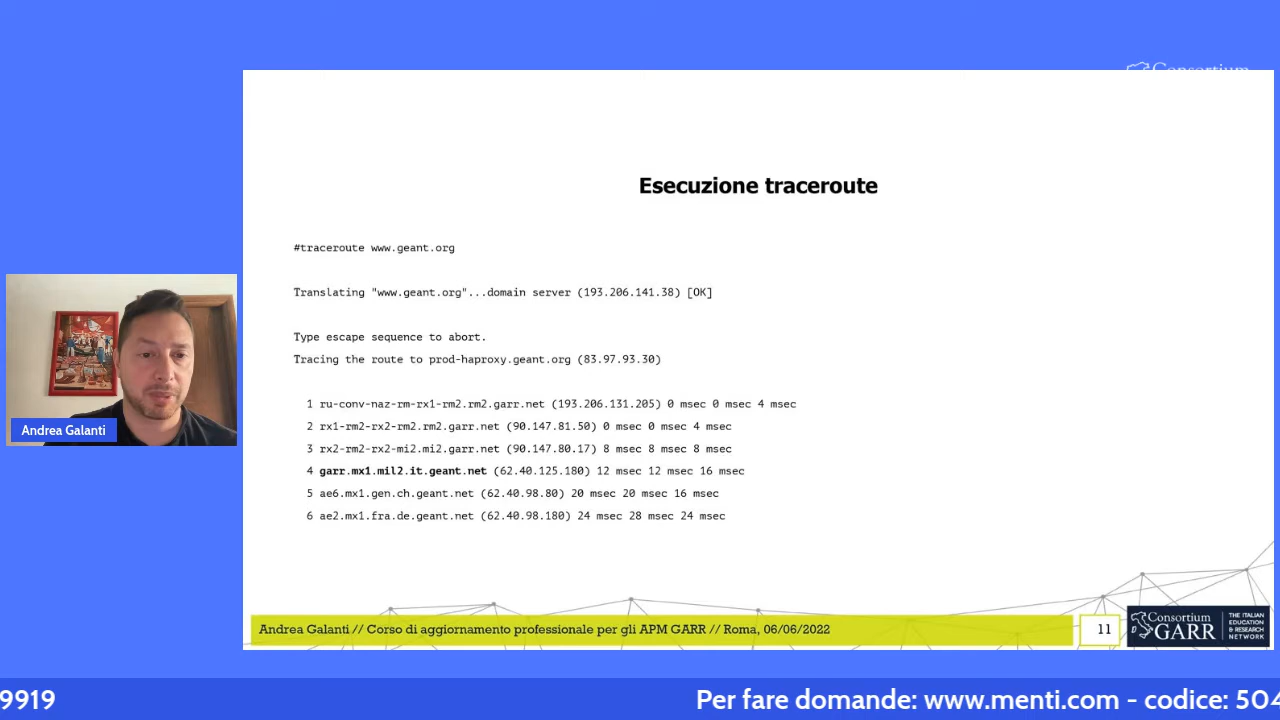 Consortium
Esecuzione traceroute
#traceroute www.geant.org
Translating "www.geant.org"...domain server (193.206.141.38) [OK]
Type escape sequence to abort.
Tracing the route to prod-haproxy.geant.org (83.97.93.30)
1 ru-conv-naz-rm-rx1-rm2.rm2.garr.net (193.206.131.205) 0 msec 0 msec 4 msec
2 rx1-rm2-rx2-rm2.rm2.garr.net (90.147.81.50) 0 msec 0 msec 4 msec
3 rx2-rm2-rx2-mi2.mi2.garr.net (90.147.80.17) 8 msec 8 msec 8 msec
4 garr.mx1.mil2.it.geant.net (62.40.125.180) 12 msec 12 msec 16 msec
5 ae6.mx1.gen.ch.geant.net (62.40.98.80) 20 msec 20 msec 16 msec
6 ae2.mx1.fra.de.geant.net (62.40.98.180) 24 msec 28 msec 24 msec
Andrea Galanti
Andrea Galanti // Corso di aggiornamento professionale per gli APM GARR // Roma, 06/06/2022
11
Consortium
GARR
THE ITALIAN
EDUCATION
& RESEARCH
NETWORK
9919
Per fare domande: www.menti.com - codice: 504